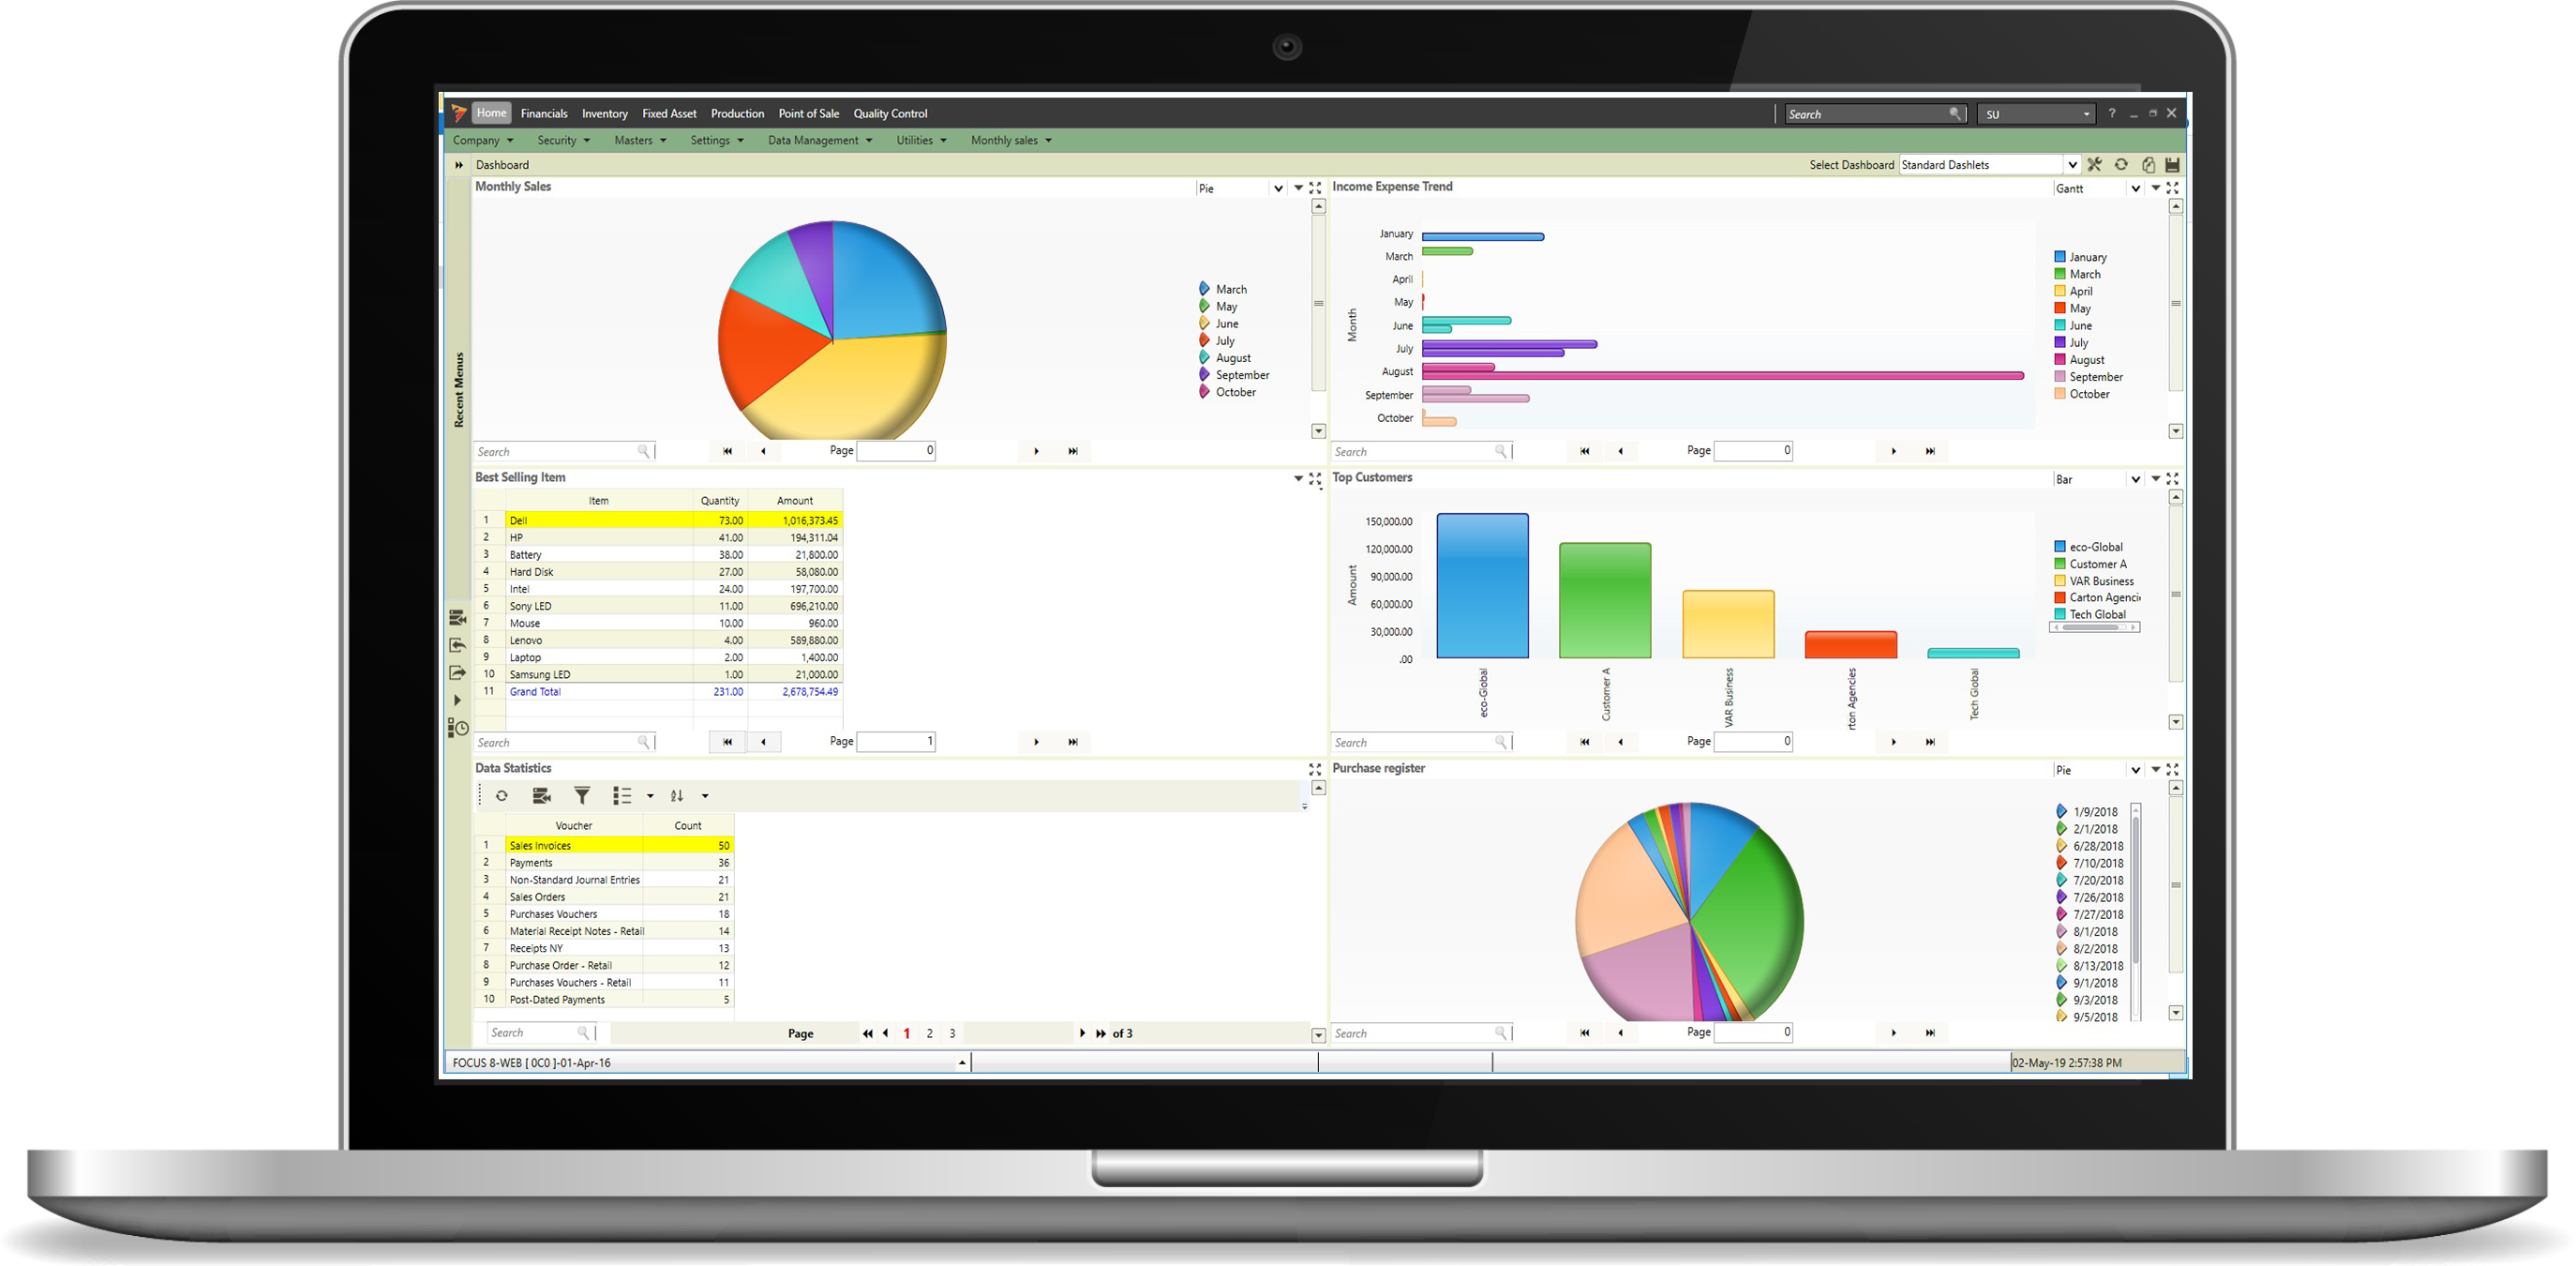 Home Financials Inventory Fixed Asset Production Point of Sale Quality Control Search SU ?
Company Security Masters Settings Data Management Utilities Monthly sales
Dashboard Select Dashboard Standard Dashlets
Recent Menus
Monthly Sales Pie
March
May
June
July
August
September
October
Search Page 0
Income Expense Trend Gantt
Month
January
March
April
May
June
July
August
September
October
January
March
April
May
June
July
August
September
October
Search Page 0
Best Selling Item
Item Quantity Amount
1 Dell 73.00 1,016,373.45
2 HP 41.00 194,311.04
3 Battery 38.00 21,800.00
4 Hard Disk 27.00 58,080.00
5 Intel 24.00 197,700.00
6 Sony LED 11.00 696,210.00
7 Mouse 10.00 960.00
8 Lenovo 4.00 589,880.00
9 Laptop 2.00 1,400.00
10 Samsung LED 1.00 21,000.00
11 Grand Total 231.00 2,678,754.49
Search Page 1
Top Customers Bar
Amount
150,000.00
120,000.00
90,000.00
60,000.00
30,000.00
.00
eco-Global
Customer A
VAR Business
rton Agencies
Tech Global
eco-Global
Customer A
VAR Business
Carton Agenci
Tech Global
Search Page 0
Data Statistics
Voucher Count
1 Sales Invoices 50
2 Payments 36
3 Non-Standard Journal Entries 21
4 Sales Orders 21
5 Purchases Vouchers 18
6 Material Receipt Notes - Retail 14
7 Receipts NY 13
8 Purchase Order - Retail 12
9 Purchases Vouchers - Retail 11
10 Post-Dated Payments 5
Search Page 1 2 3 of 3
Purchase register Pie
1/9/2018
2/1/2018
6/28/2018
7/10/2018
7/20/2018
7/26/2018
7/27/2018
8/1/2018
8/2/2018
8/13/2018
9/1/2018
9/3/2018
9/5/2018
Search Page 0
FOCUS 8-WEB [ 0C0 ]-01-Apr-16 02-May-19 2:57:38 PM